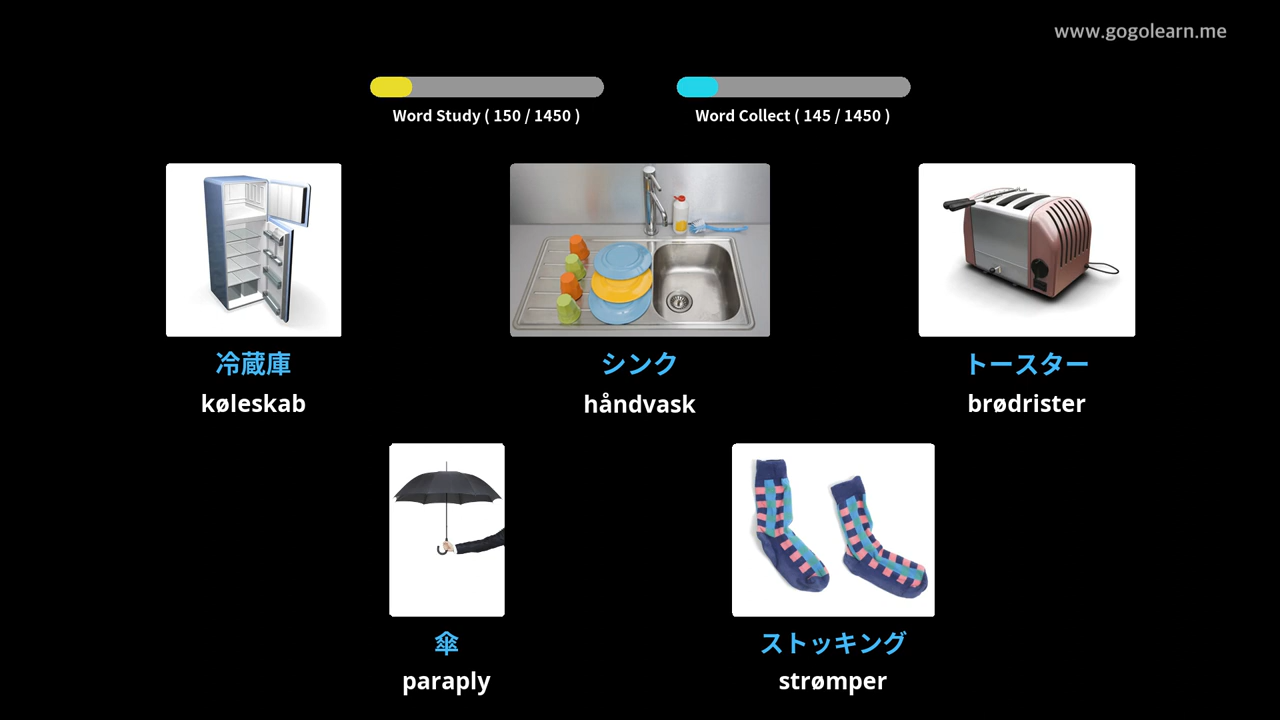 www.gogolearn.me
Word Study ( 150 / 1450 )
Word Collect ( 145 / 1450 )
冷蔵庫
シンク
トースター
køleskab
håndvask
brødrister
傘
ストッキング
paraply
strømper